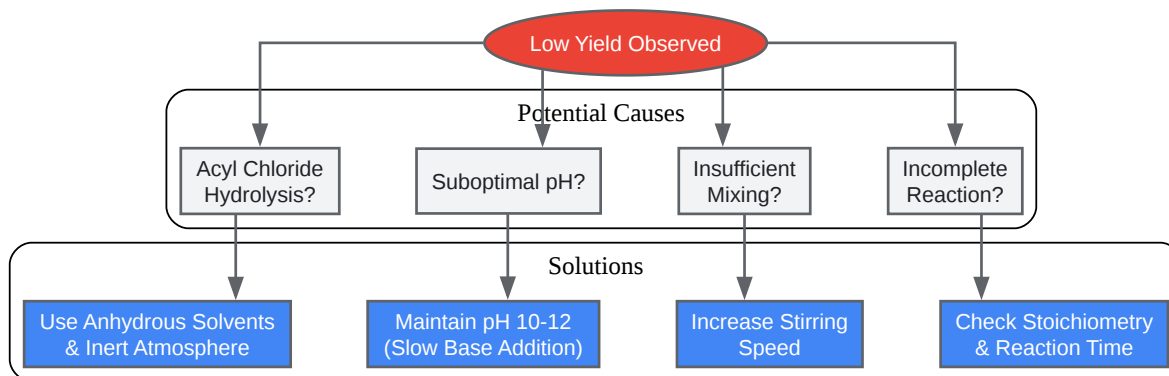 Low Yield Observed
Potential Causes
Acyl Chloride
Hydrolysis?
Suboptimal pH?
Insufficient
Mixing?
Incomplete
Reaction?
Solutions
Use Anhydrous Solvents
& Inert Atmosphere
Maintain pH 10-12
(Slow Base Addition)
Increase Stirring
Speed
Check Stoichiometry
& Reaction Time